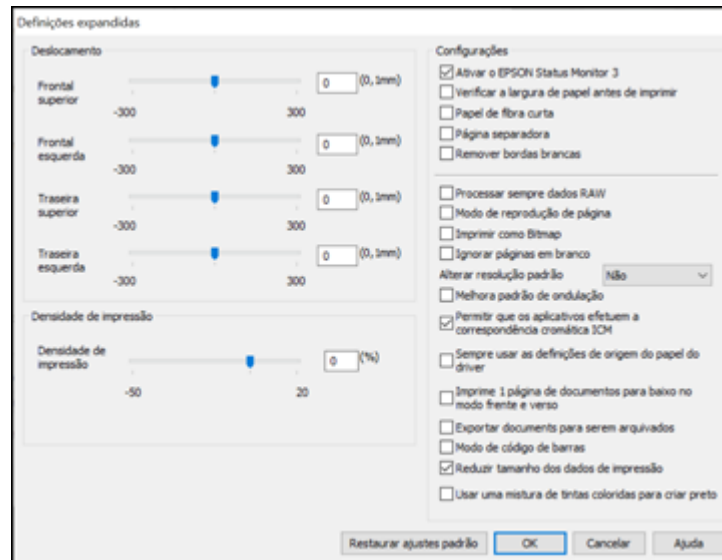 Definições expandidas
Deslocamento
Frontal
superior
0
(0, 1mm)
-300
300
Frontal
esquerda
0
(0, 1mm)
-300
300
Traseira
superior
0
(0, 1mm)
-300
300
Traseira
esquerda
0
(0, 1mm)
-300
300
Densidade de impressão
Densidade de
impressão
0
(%)
-50
20
Configurações
Ativar o EPSON Status Monitor 3
Verificar a largura de papel antes de imprimir
Papel de fibra curta
Página separadora
Remover bordas brancas
Processar sempre dados RAW
Modo de reprodução de página
Imprimir como Bitmap
Ignorar páginas em branco
Alterar resolução padrão
Não
Melhora padrão de ondulação
Permitir que os aplicativos efetuem a
correspondência cromática ICM
Sempre usar as definições de origem do papel do
driver
Imprime 1 página de documentos para baixo no
modo frente e verso
Exportar documents para serem arquivados
Modo de código de barras
Reduzir tamanho dos dados de impressão
Usar uma mistura de tintas coloridas para criar preto
Restaurar ajustes padrão
OK
Cancelar
Ajuda